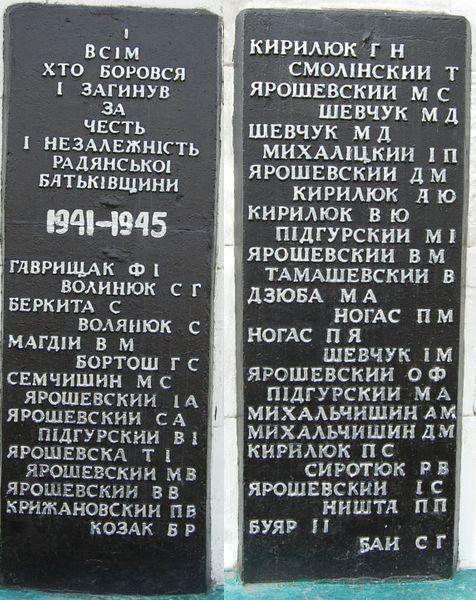 І
ВСІМ
ХТО БОРОВСЯ
І ЗАГИНУВ
ЗА
ЧЕСТЬ
І НЕЗАЛЕЖНІСТЬ
РАДЯНСЬКОІ
БАТЬКІВЩИНИ
1941-1945
ГАВРИЩАК Ф І
ВОЛИНЮК С Г
БЕРКИТА С
ВОЛЯНЮК С
МАГДІЙ В М
БОРТОШ Г С
СЕМЧИШИН М С
ЯРОШЕВСКИЙ І А
ЯРОШЕВСКИЙ С А
ПІДГУРСКИЙ В І
ЯРОШЕВСКА Т І
ЯРОШЕВСКИЙ М В
ЯРОШЕВСКИЙ В В
КРИЖАНОВСКИЙ П В
КОЗАК В Р
КИРИЛЮК Г Н
СМОЛІНСКИЙ Т
ЯРОШЕВСКИЙ М С
ШЕВЧУК М Д
ШЕВЧУК М Д
МИХАЛІЦКИЙ І П
ЯРОШЕВСКИЙ Д М
КИРИЛЮК А Ю
КИРИЛЮК В Ю
ПІДГУРСКИЙ М І
ЯРОШЕВСКИЙ В М
ТАМАШЕВСКИЙ В
ДЗЮБА М А
НОГАС П М
НОГАС П Я
ШЕВЧУК І М
ЯРОШЕВСКИЙ О Ф
ПІДГУРСКИЙ М А
МИХАЛЬЧИШИН А М
МИХАЛЬЧИШИН Д М
КИРИЛЮК П С
СИРОТЮК Р В
ЯРОШЕВСКИЙ І С
НИШТА П П
БУЯР І І
БАИ С Г